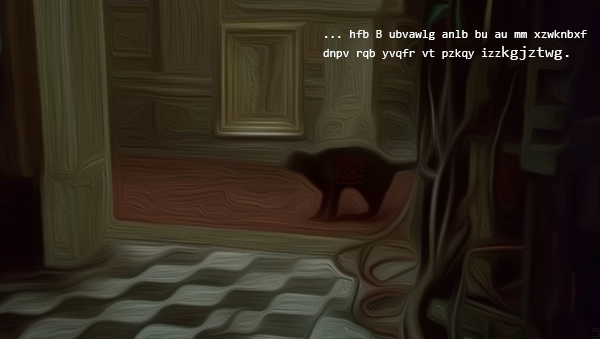 ... hfb B ubvawlg anlb bu au mm xzwknbxf
dnpv rqb yvqfr vt pzkqy izzkgjztwg.